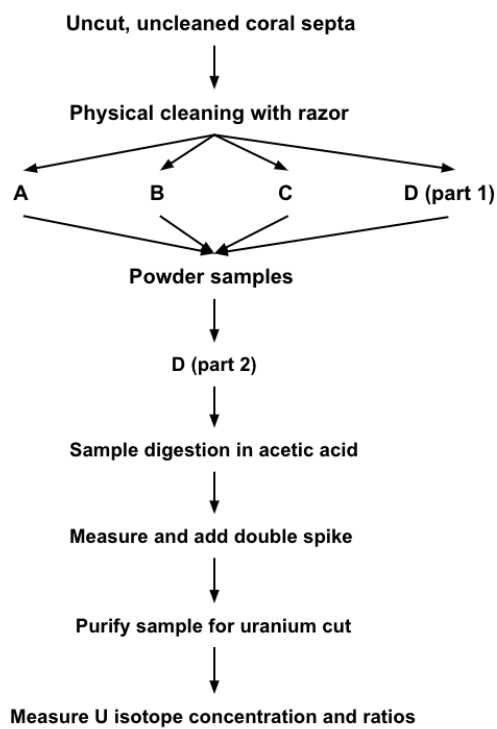 Uncut, uncleaned coral septa
Physical cleaning with razor
A B C D (part 1)
Powder samples
D (part 2)
Sample digestion in acetic acid
Measure and add double spike
Purify sample for uranium cut
Measure U isotope concentration and ratios